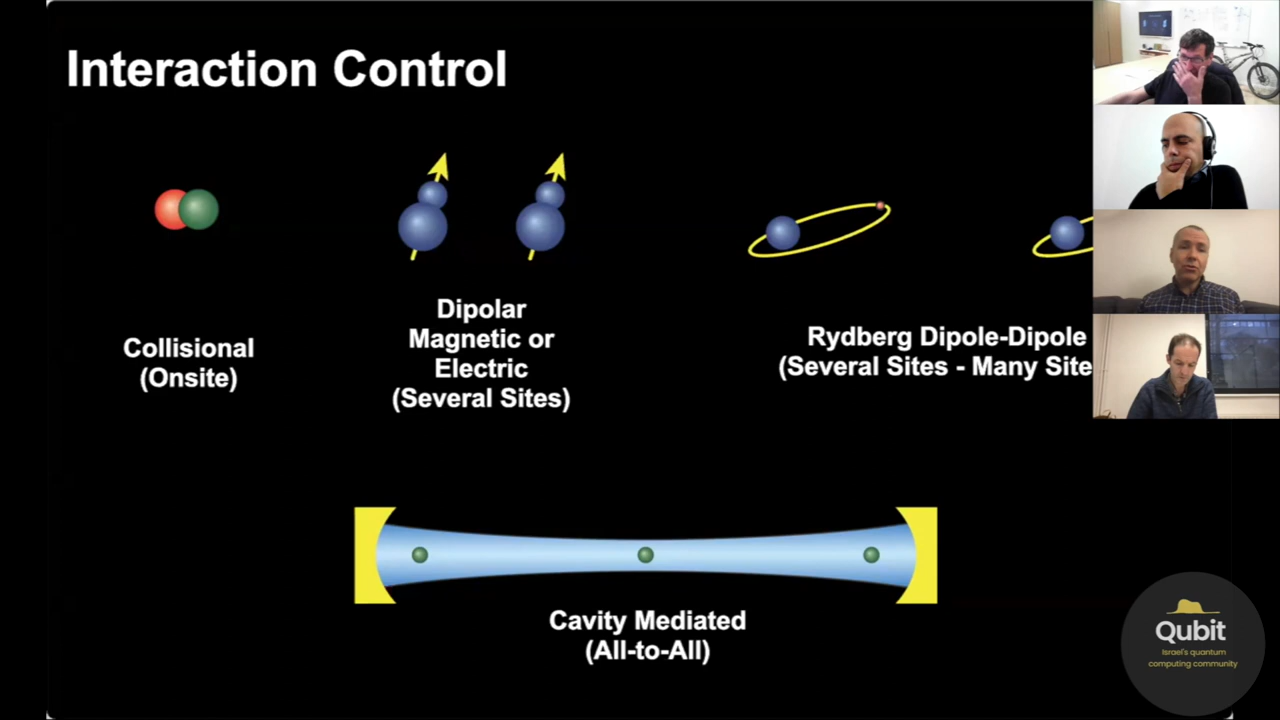 Interaction Control
Collisional
(Onsite)
Dipolar
Magnetic or
Electric
(Several Sites)
Rydberg Dipole-Dipole
(Several Sites - Many Site
Cavity Mediated
(All-to-All)
Qubit
Israel's quantum
computing community